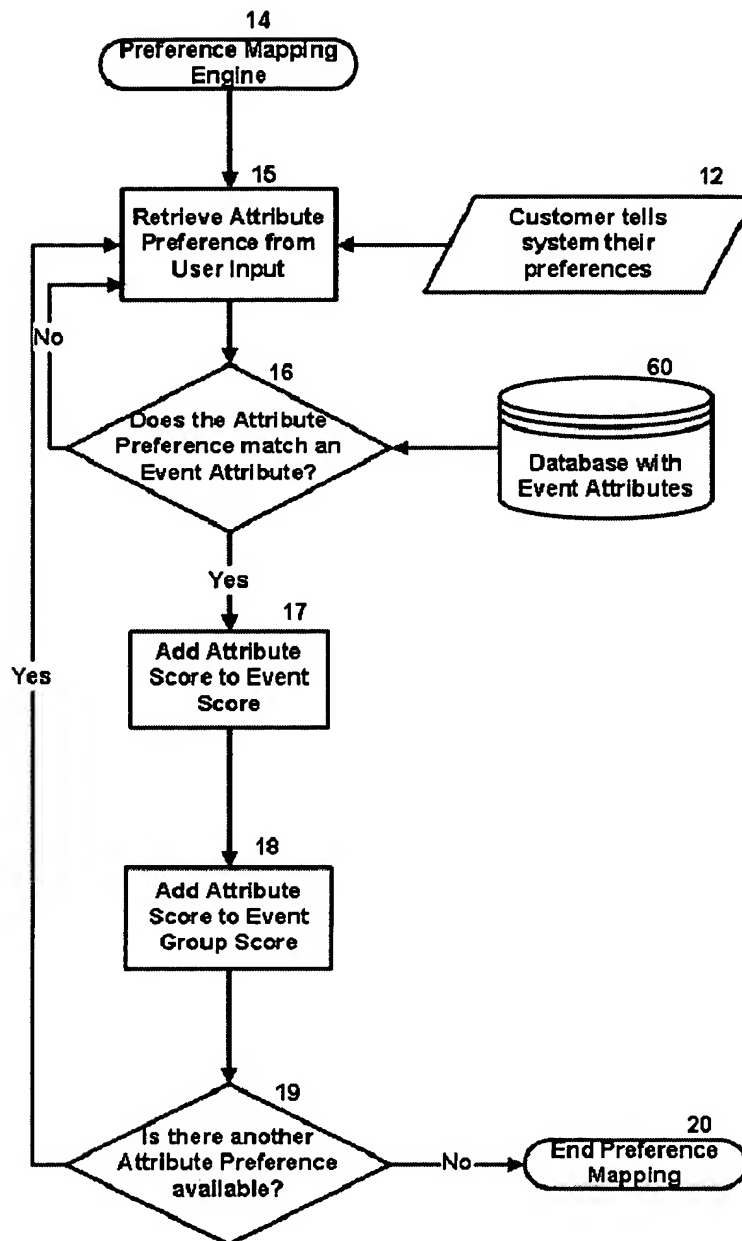 14
Preference Mapping
Engine
15
Retrieve Attribute
Preference from
User Input
12
Customer tells
system their
preferences
No
16
Does the Attribute
Preference match an
Event Attribute?
60
Database with
Event Attributes
Yes
17
Add Attribute
Score to Event
Score
Yes
18
Add Attribute
Score to Event
Group Score
19
Is there another
Attribute Preference
available?
No
20
End Preference
Mapping